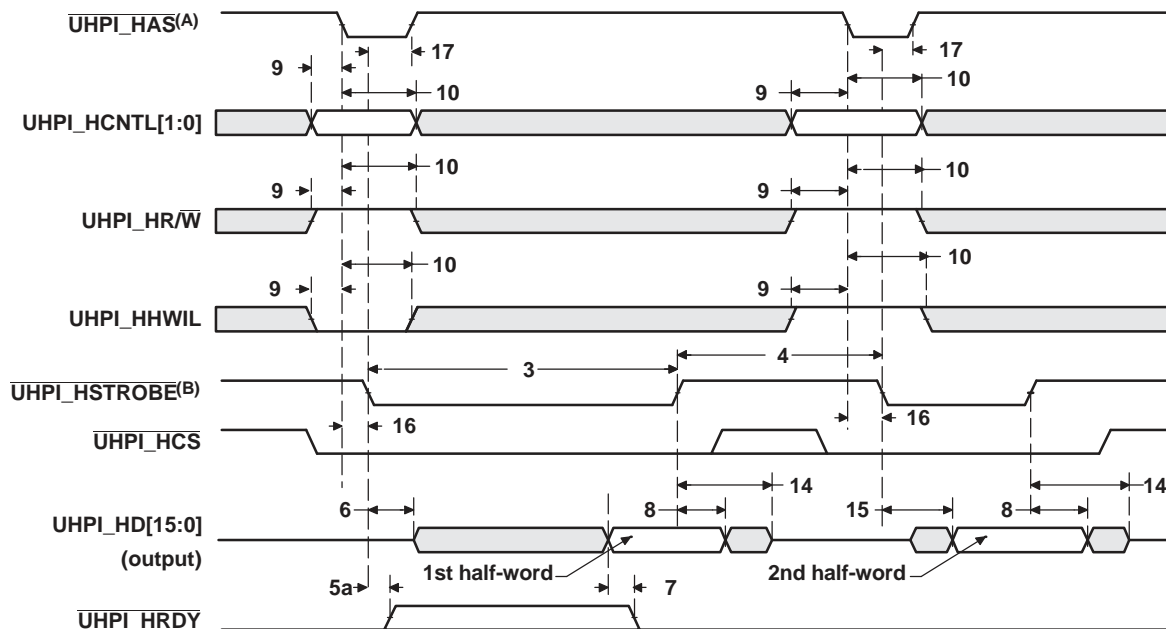 UHPI_HAS(A)
17
17
9
10
9
10
UHPI_HCNTL[1:0]
10
10
9
9
UHPI_HR/W
10
10
9
9
UHPI_HHWIL
3
4
UHPI_HSTROBE(B)
16
16
UHPI_HCS
14
14
6
8
15
8
UHPI_HD[15:0]
(output)
1st half-word
2nd half-word
5a
7
UHPI_HRDY